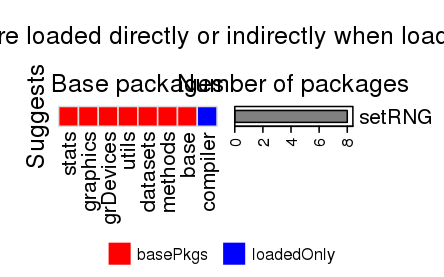 re loaded directly or indirectly when load
Base packages
Number of packages
Suggests
setRNG
0 2 4 6 8
stats
graphics
grDevices
utils
datasets
methods
base
compiler
basePkgs
loadedOnly